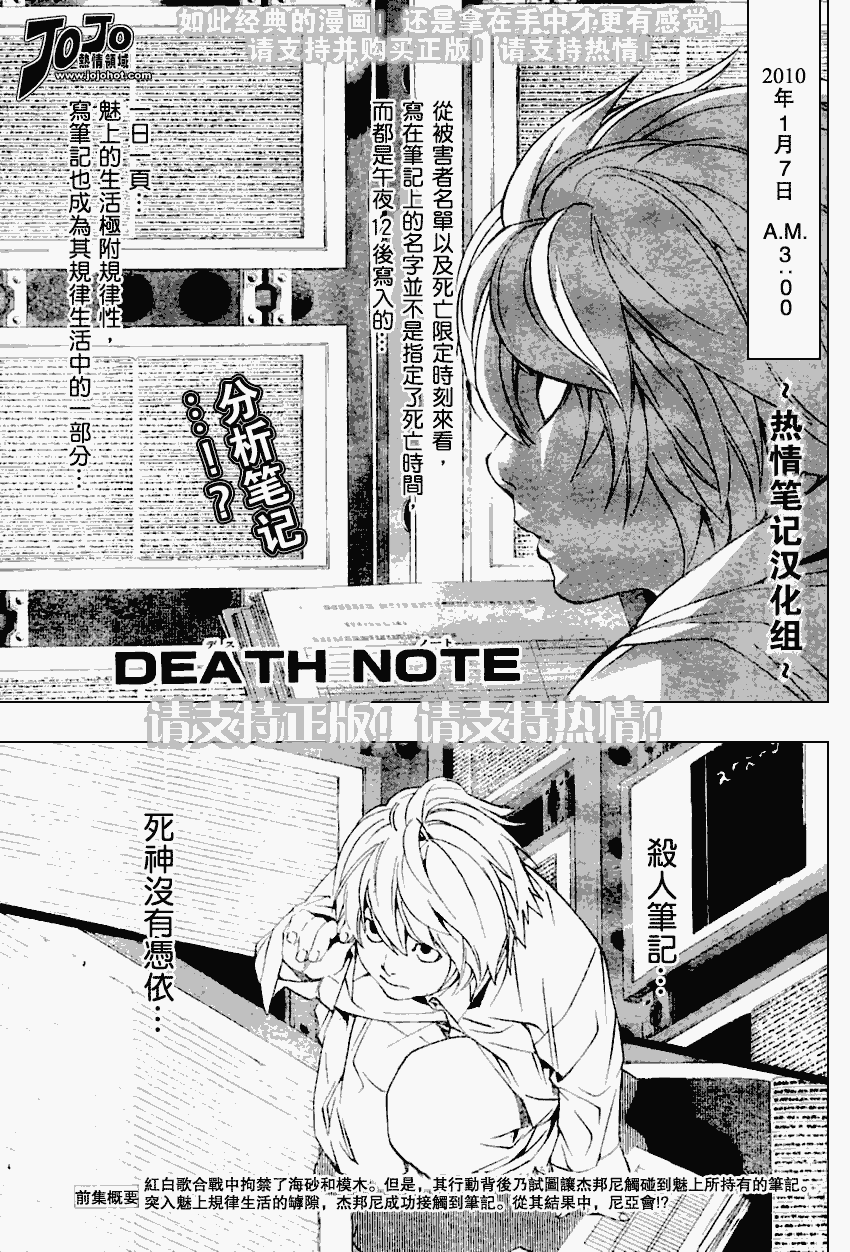 如此经典的漫画！还是拿在手中才更有感觉！
请支持并购买正版！请支持热情！
JOJO
熱情領域
www.jojohot.com
2010年1月7日 A.M.3:00
~热情笔记汉化组~
從被害者名單以及死亡限定時刻來看，
寫在筆記上的名字並不是指定了死亡時間，
而都是午夜12後寫入的…
一日一頁…
魅上的生活極附規律性，
寫筆記也成為其規律生活中的一部分…
分析笔记
…！？
デス ノート
DEATH NOTE
请支持正版！请支持热情！
殺人筆記…
死神沒有憑依…
前集概要
紅白歌合戰中拘禁了海砂和模木。但是，其行動背後乃試圖讓杰邦尼觸碰到魅上所持有的筆記。
突入魅上規律生活的罅隙，杰邦尼成功接觸到筆記。從其結果中，尼亞會!?